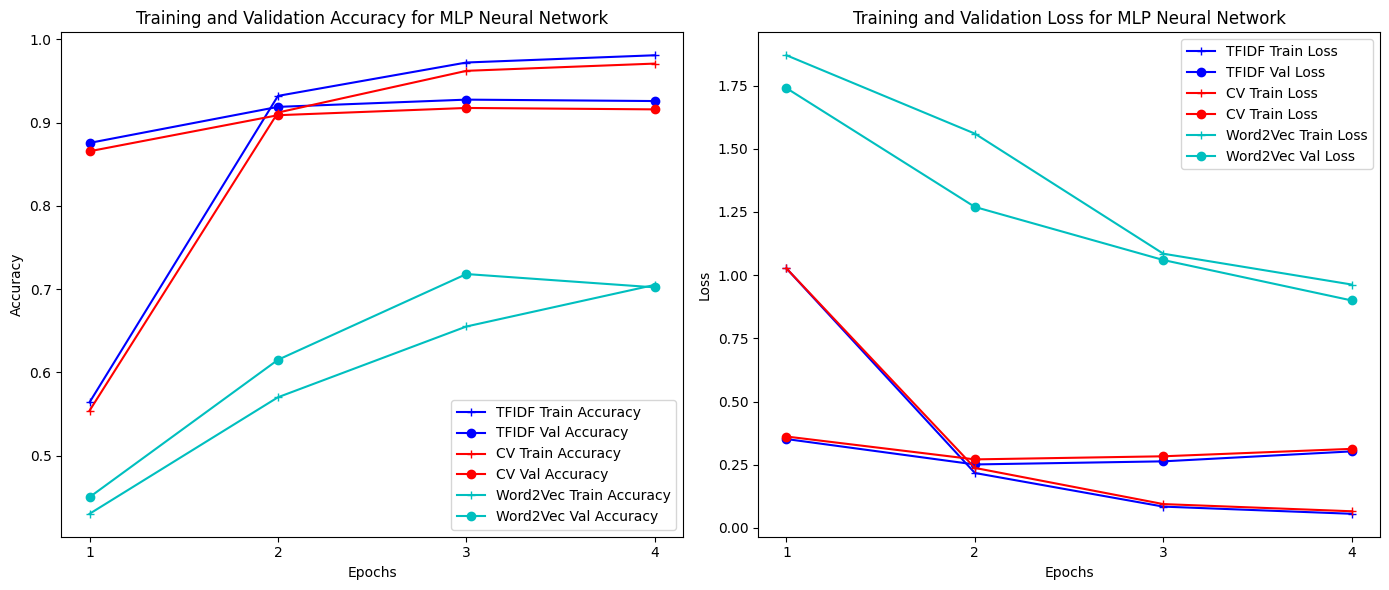 Training and Validation Accuracy for MLP Neural Network
1.0
0.9
0.8
0.7
0.6
0.5
Accuracy
1 2 3 4
Epochs
TFIDF Train Accuracy
TFIDF Val Accuracy
CV Train Accuracy
CV Val Accuracy
Word2Vec Train Accuracy
Word2Vec Val Accuracy
Training and Validation Loss for MLP Neural Network
1.75
1.50
1.25
1.00
0.75
0.50
0.25
0.00
Loss
1 2 3 4
Epochs
TFIDF Train Loss
TFIDF Val Loss
CV Train Loss
CV Train Loss
Word2Vec Train Loss
Word2Vec Val Loss